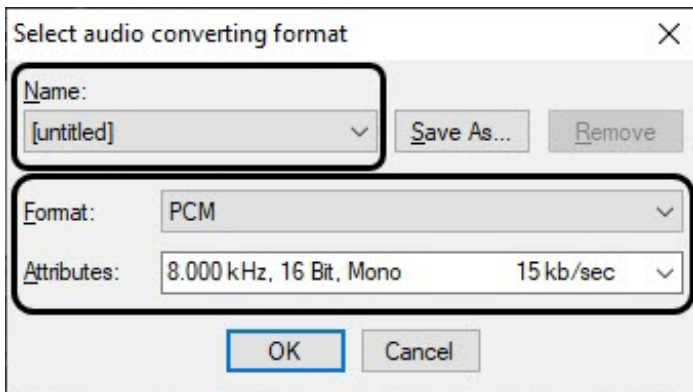 Select audio converting format
Name:
[untitled]
Save As...
Remove
Format:
PCM
Attributes:
8.000 kHz, 16 Bit, Mono 15 kb/sec
OK
Cancel